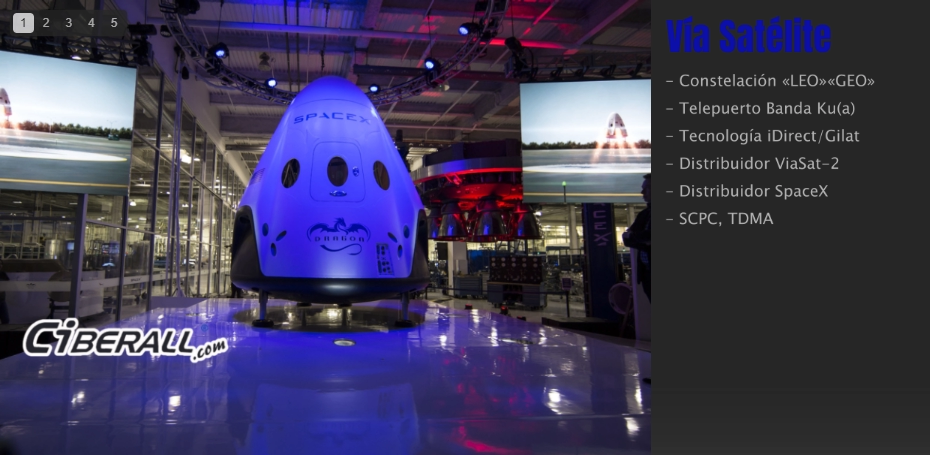 1 2 3 4 5
SPACEX
DRAGON
CIBERALL.com
Vía Satélite
– Constelación «LEO»«GEO»
– Telepuerto Banda Ku(a)
– Tecnología iDirect/Gilat
– Distribuidor ViaSat-2
– Distribuidor SpaceX
– SCPC, TDMA